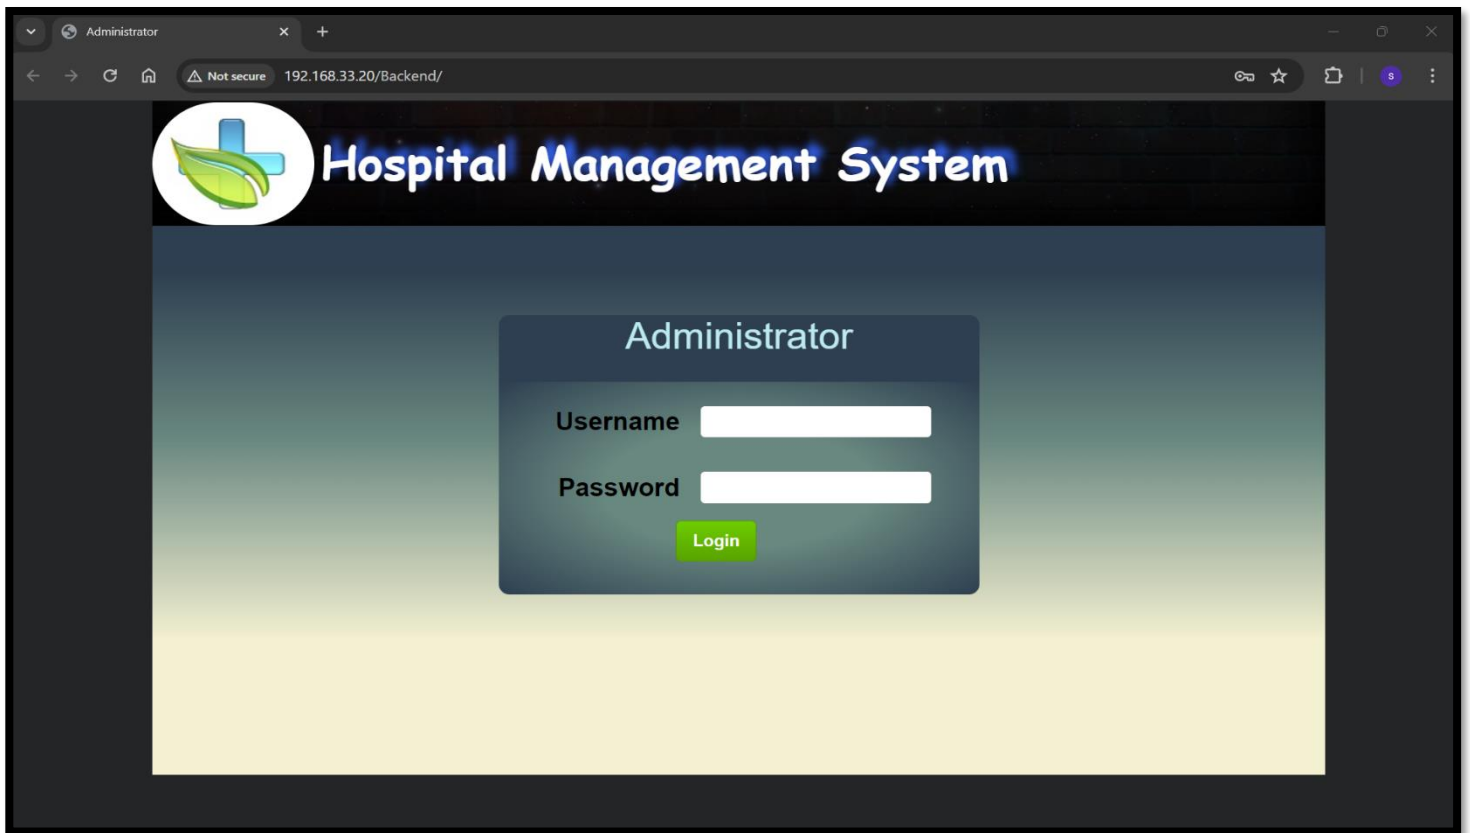 Administrator
Not secure 192.168.33.20/Backend/
S
Hospital Management System
Administrator
Username
Password
Login